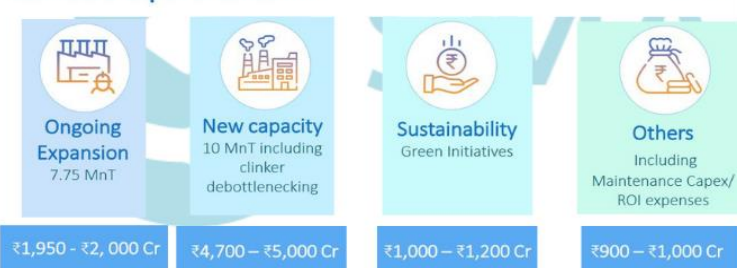 Ongoing
Expansion
7.75 MnT
₹1,950 - ₹2, 000 Cr
New capacity
10 MnT including
clinker
debottlenecking
₹4,700 – ₹5,000 Cr
Sustainability
Green Initiatives
₹1,000 – ₹1,200 Cr
Others
Including
Maintenance Capex/
ROI expenses
₹900 – ₹1,000 Cr